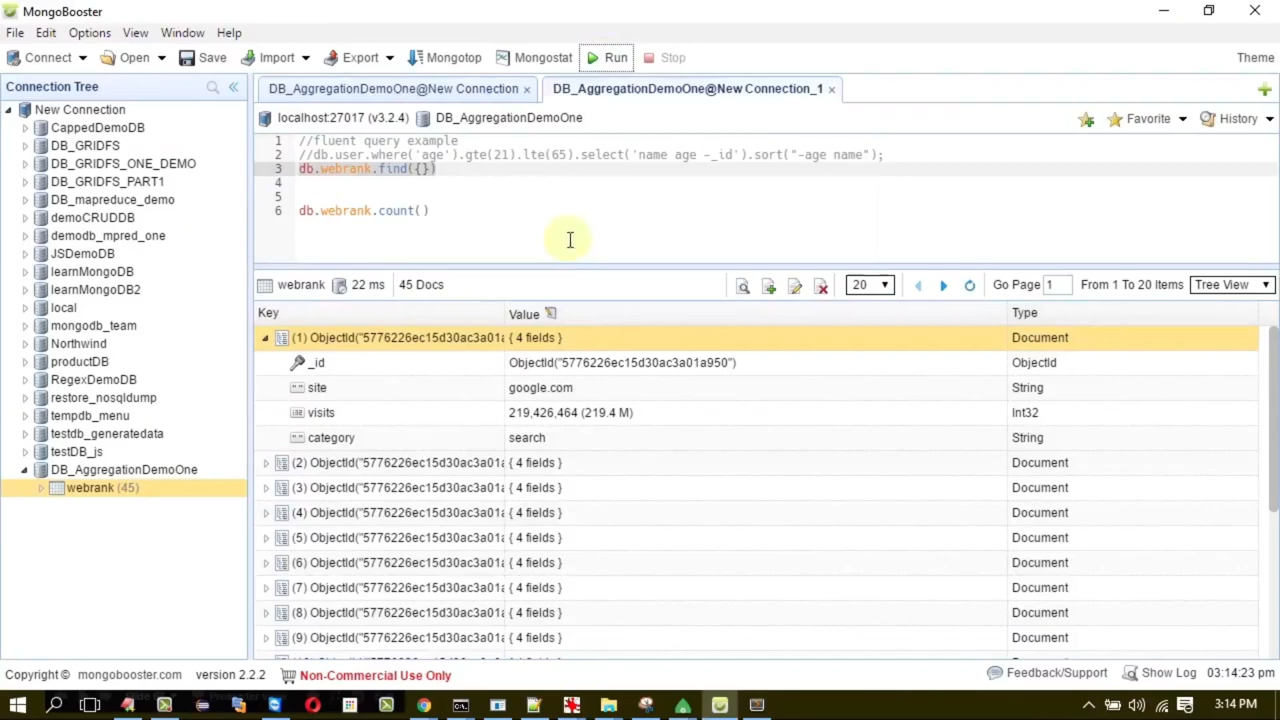 MongoBooster
File Edit Options View Window Help
Connect Open Save Import Export Mongotop Mongostat Run Stop Theme
Connection Tree
DB_AggregationDemoOne@New Connection × DB_AggregationDemoOne@New Connection_1 ×
New Connection
CappedDemoDB
DB_GRIDFS
DB_GRIDFS_ONE_DEMO
DB_GRIDFS_PART1
DB_mapreduce_demo
demoCRUDDB
demodb_mpred_one
JSDemoDB
learnMongoDB
learnMongoDB2
local
mongodb_team
Northwind
productDB
RegexDemoDB
restore_nosqldump
tempdb_menu
testdb_generatedata
testDB_js
DB_AggregationDemoOne
webrank (45)
localhost:27017 (v3.2.4) DB_AggregationDemoOne Favorite History
1 //fluent query example
2 //db.user.where('age').gte(21).lte(65).select('name age -_id').sort("-age name");
3 db.webrank.find({})
4
5
6 db.webrank.count()
webrank 22 ms 45 Docs 20 Go Page 1 From 1 To 20 Items Tree View
Key Value Type
(1) ObjectId("5776226ec15d30ac3a01a { 4 fields } Document
_id ObjectId("5776226ec15d30ac3a01a950") ObjectId
site google.com String
visits 219,426,464 (219.4 M) Int32
category search String
(2) ObjectId("5776226ec15d30ac3a01a { 4 fields } Document
(3) ObjectId("5776226ec15d30ac3a01a { 4 fields } Document
(4) ObjectId("5776226ec15d30ac3a01a { 4 fields } Document
(5) ObjectId("5776226ec15d30ac3a01a { 4 fields } Document
(6) ObjectId("5776226ec15d30ac3a01a { 4 fields } Document
(7) ObjectId("5776226ec15d30ac3a01a { 4 fields } Document
(8) ObjectId("5776226ec15d30ac3a01a { 4 fields } Document
(9) ObjectId("5776226ec15d30ac3a01a { 4 fields } Document
Copyright © mongobooster.com version 2.2.2 Non-Commercial Use Only Feedback/Support Show Log 03:14:23 pm
3:14 PM